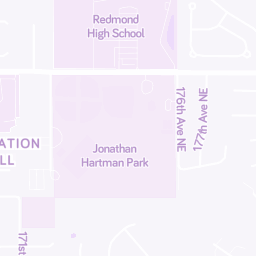 Redmond
High School
176th Ave NE
177th Ave NE
ATION
LL
Jonathan
Hartman Park
171st